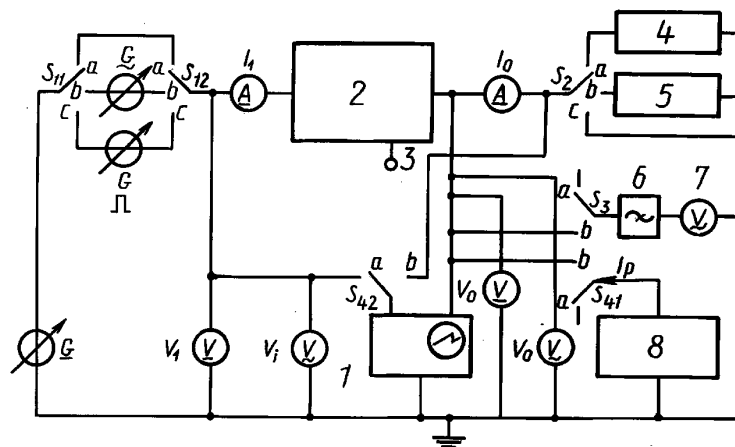 4
G
I₁
I₀
S₁₁ a a S₁₂
2
S₂ a
b b
A
A
b
5
c c
c
G
3
a S₃
6
7
b
V
a b
b
S₄₂
V₀ V
Iₚ
a S₄₁
G
V₁ V
Vᵢ V
1
V₀ V
8